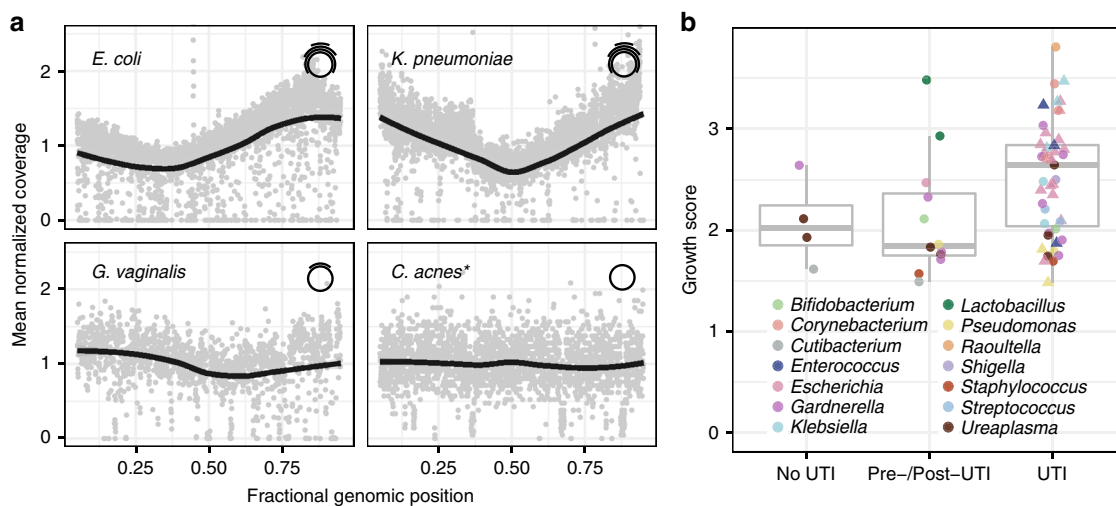 a
b
E. coli
K. pneumoniae
G. vaginalis
C. acnes*
Mean normalized coverage
2
1
0
2
1
0
0.25 0.50 0.75
0.25 0.50 0.75
Fractional genomic position
Growth score
3
2
1
0
Bifidobacterium
Corynebacterium
Cutibacterium
Enterococcus
Escherichia
Gardnerella
Klebsiella
Lactobacillus
Pseudomonas
Raoultella
Shigella
Staphylococcus
Streptococcus
Ureaplasma
No UTI Pre–/Post–UTI UTI